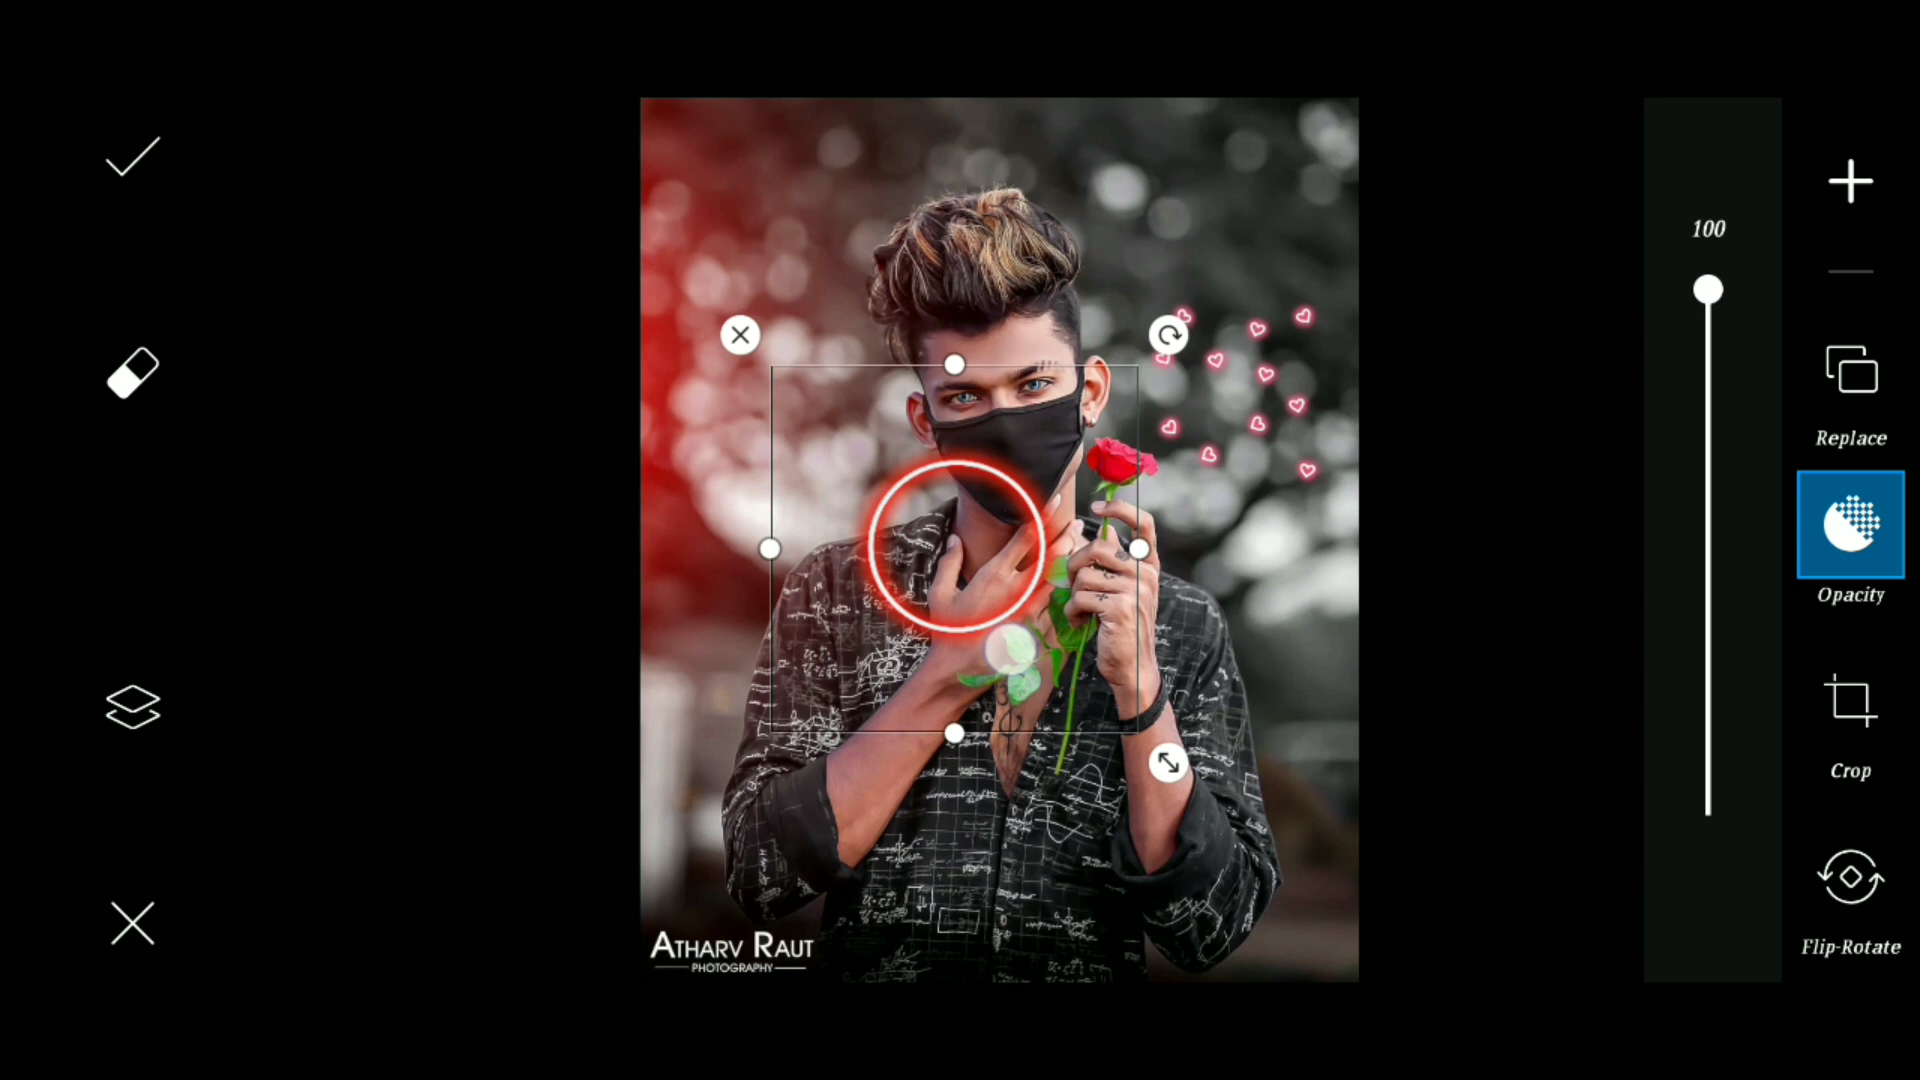 100
Replace
Opacity
Crop
Flip-Rotate
ATHARV RAUT
PHOTOGRAPHY